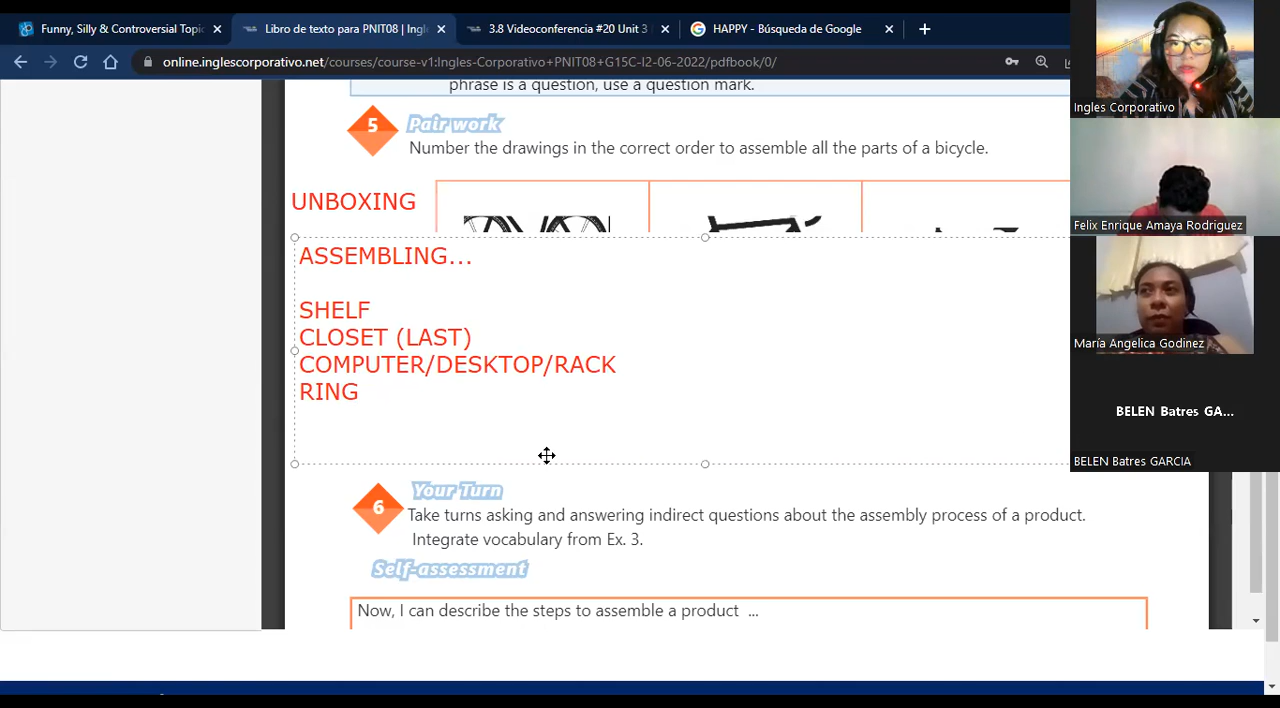 Funny, Silly & Controversial Topic
Libro de texto para PNIT08 | Ingl
3.8 Videoconferencia #20 Unit 3
HAPPY - Búsqueda de Google
online.inglescorporativo.net/courses/course-v1:Ingles-Corporativo+PNIT08+G15C-I2-06-2022/pdfbook/0/
phrase is a question, use a question mark.
5 Pair work
Number the drawings in the correct order to assemble all the parts of a bicycle.
UNBOXING
ASSEMBLING...
SHELF
CLOSET (LAST)
COMPUTER/DESKTOP/RACK
RING
6 Your Turn
Take turns asking and answering indirect questions about the assembly process of a product.
Integrate vocabulary from Ex. 3.
Self-assessment
Now, I can describe the steps to assemble a product ...
Ingles Corporativo
Felix Enrique Amaya Rodriguez
María Angelica Godinez
BELEN Batres GA...
BELEN Batres GARCIA